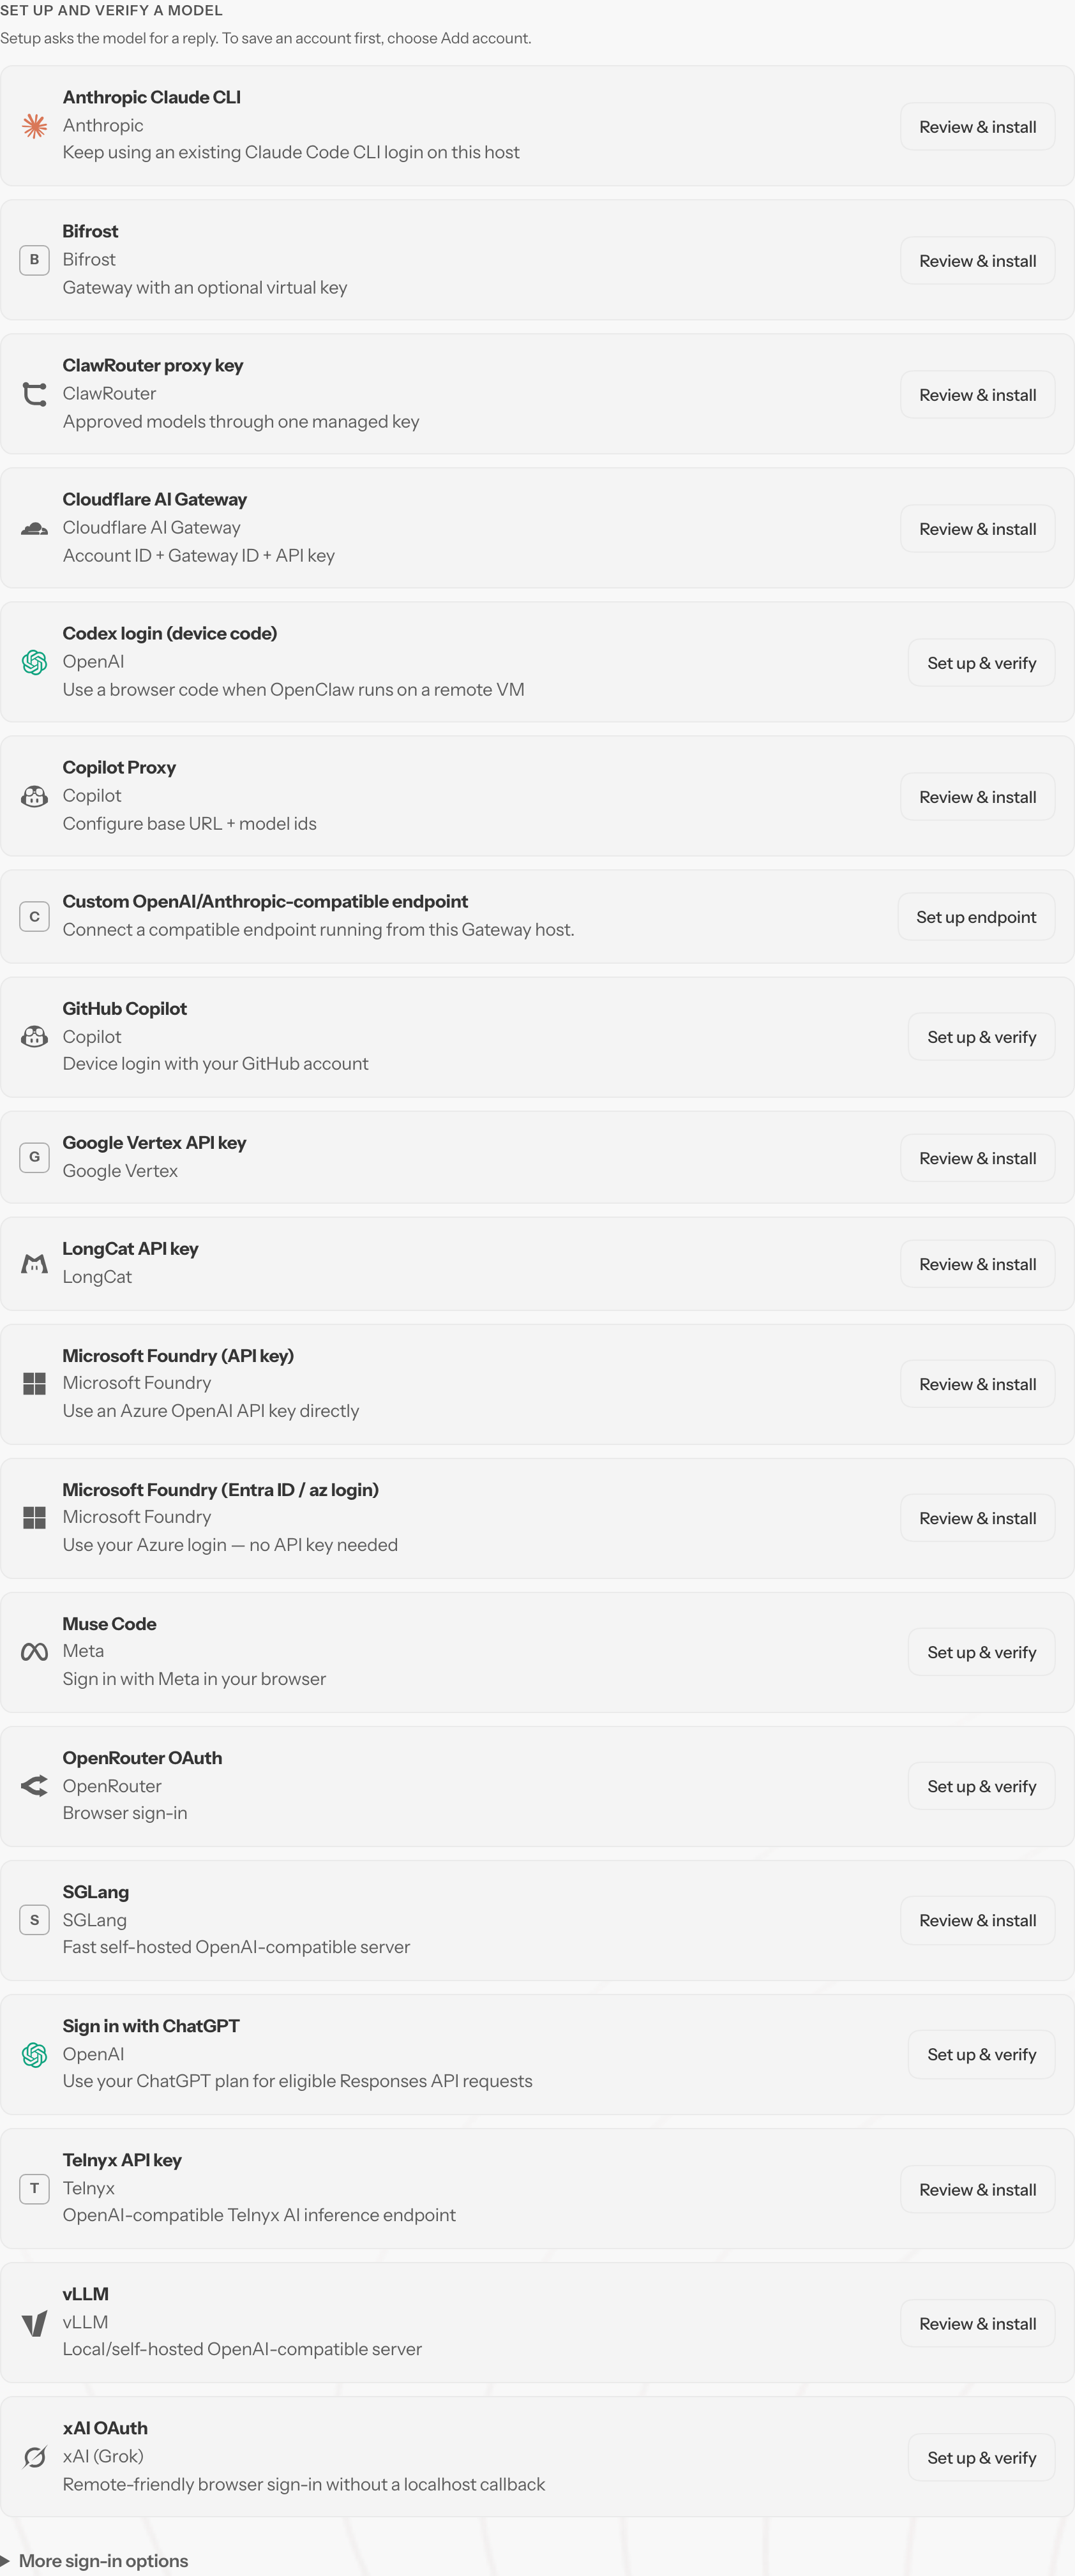 SET UP AND VERIFY A MODEL
Setup asks the model for a reply. To save an account first, choose Add account.
Anthropic Claude CLI
Anthropic
Keep using an existing Claude Code CLI login on this host
Review & install
B
Bifrost
Bifrost
Gateway with an optional virtual key
Review & install
ClawRouter proxy key
ClawRouter
Approved models through one managed key
Review & install
Cloudflare AI Gateway
Cloudflare AI Gateway
Account ID + Gateway ID + API key
Review & install
Codex login (device code)
OpenAI
Use a browser code when OpenClaw runs on a remote VM
Set up & verify
Copilot Proxy
Copilot
Configure base URL + model ids
Review & install
C
Custom OpenAI/Anthropic-compatible endpoint
Connect a compatible endpoint running from this Gateway host.
Set up endpoint
GitHub Copilot
Copilot
Device login with your GitHub account
Set up & verify
G
Google Vertex API key
Google Vertex
Review & install
LongCat API key
LongCat
Review & install
Microsoft Foundry (API key)
Microsoft Foundry
Use an Azure OpenAI API key directly
Review & install
Microsoft Foundry (Entra ID / az login)
Microsoft Foundry
Use your Azure login — no API key needed
Review & install
Muse Code
Meta
Sign in with Meta in your browser
Set up & verify
OpenRouter OAuth
OpenRouter
Browser sign-in
Set up & verify
S
SGLang
SGLang
Fast self-hosted OpenAI-compatible server
Review & install
Sign in with ChatGPT
OpenAI
Use your ChatGPT plan for eligible Responses API requests
Set up & verify
T
Telnyx API key
Telnyx
OpenAI-compatible Telnyx AI inference endpoint
Review & install
vLLM
vLLM
Local/self-hosted OpenAI-compatible server
Review & install
xAI OAuth
xAI (Grok)
Remote-friendly browser sign-in without a localhost callback
Set up & verify
More sign-in options